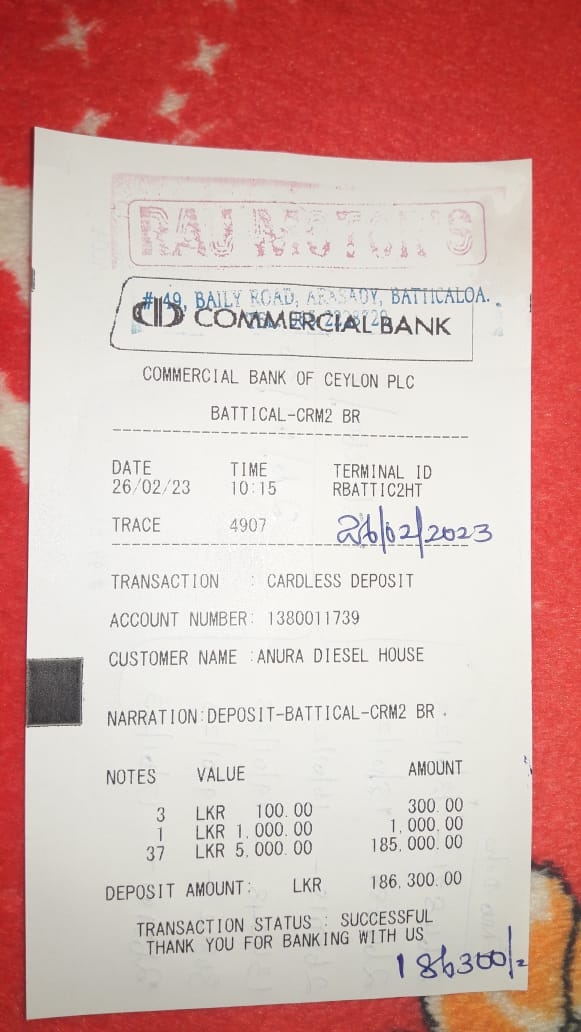 RAJ MOTOR'S
# 49, BAILY ROAD, ARASADY, BATTICALOA.
COMMERCIAL BANK
COMMERCIAL BANK OF CEYLON PLC
BATTICAL-CRM2 BR
DATE TIME TERMINAL ID
26/02/23 10:15 RBATTIC2HT
TRACE 4907 26/02/2023
TRANSACTION : CARDLESS DEPOSIT
ACCOUNT NUMBER: 1380011739
CUSTOMER NAME :ANURA DIESEL HOUSE
NARRATION:DEPOSIT-BATTICAL-CRM2 BR .
NOTES VALUE AMOUNT
3 LKR 100.00 300.00
1 LKR 1,000.00 1,000.00
37 LKR 5,000.00 185,000.00
DEPOSIT AMOUNT: LKR 186,300.00
TRANSACTION STATUS : SUCCESSFUL
THANK YOU FOR BANKING WITH US
186300/-